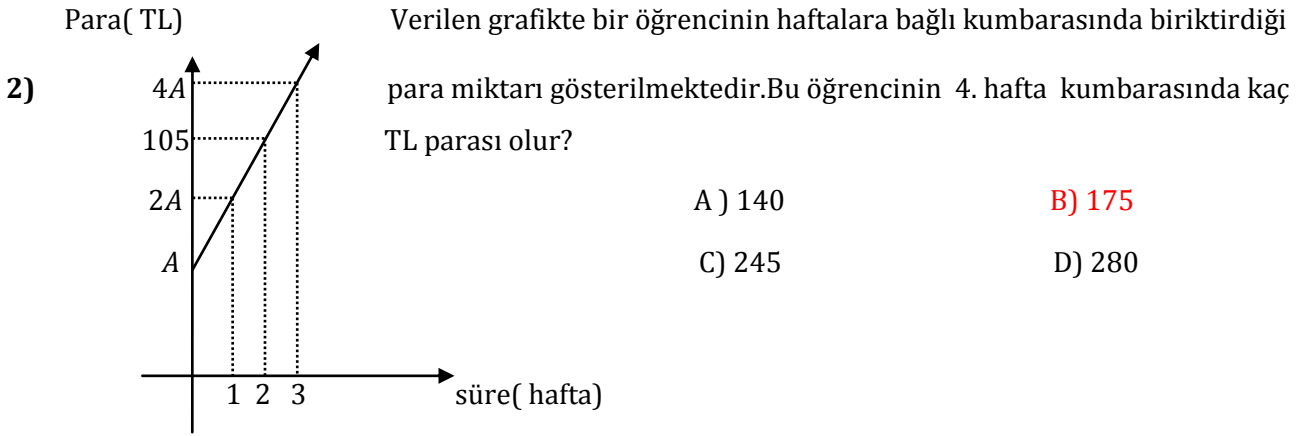 Para( TL) Verilen grafikte bir öğrencinin haftalara bağlı kumbarasında biriktirdiği
2) 4A para miktarı gösterilmektedir.Bu öğrencinin 4. hafta kumbarasında kaç
105 TL parası olur?
2A A ) 140 B) 175
A C) 245 D) 280
1 2 3 süre( hafta)